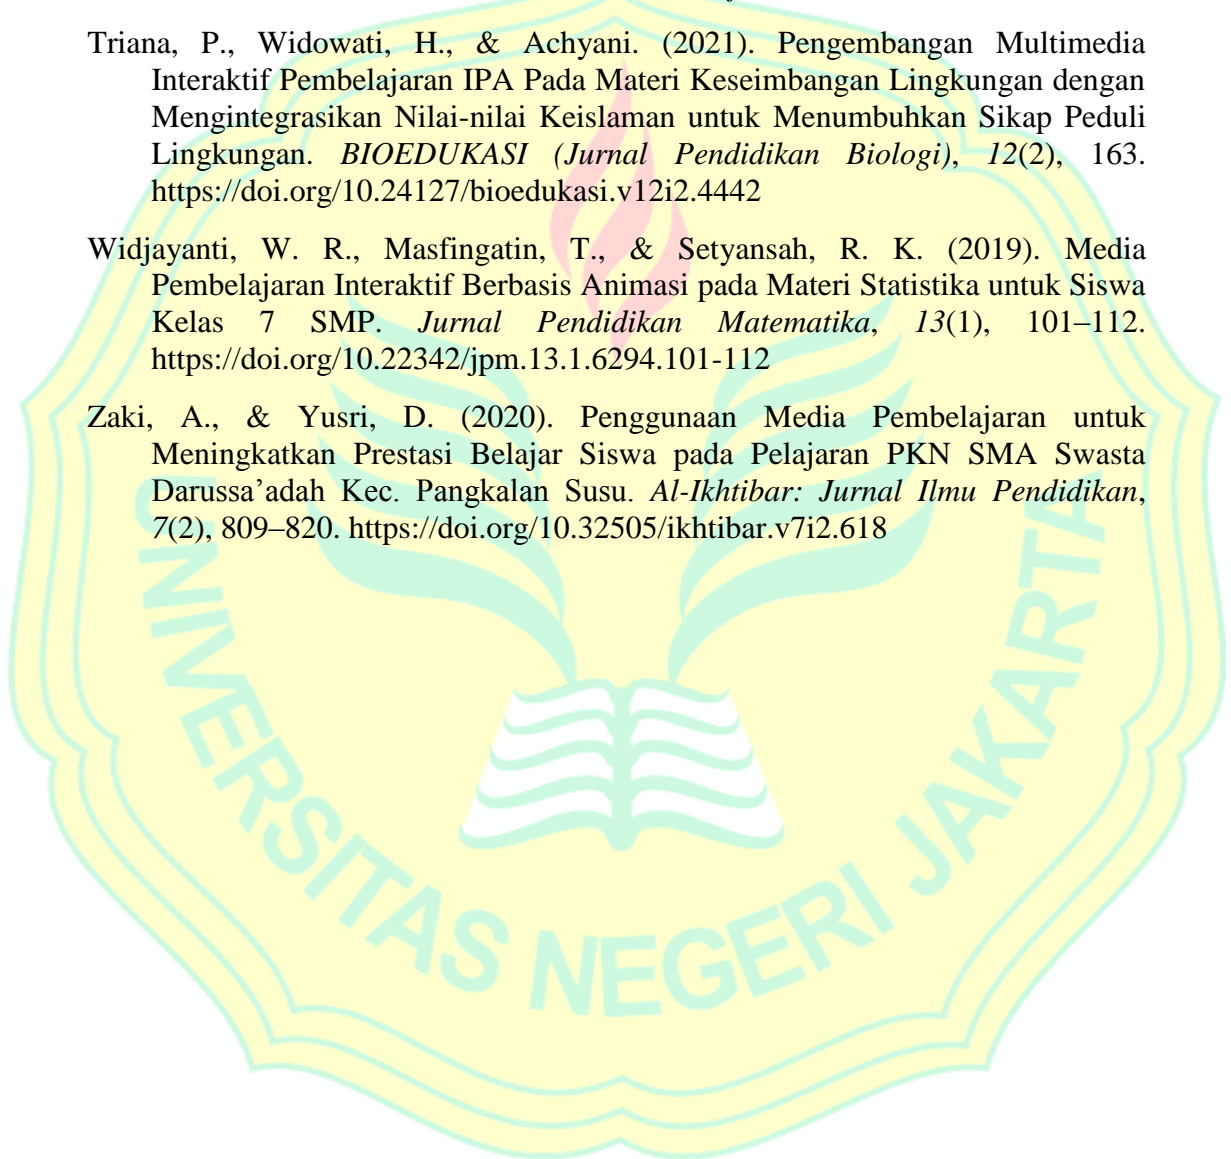 Triana, P., Widowati, H., & Achyani. (2021). Pengembangan Multimedia
Interaktif Pembelajaran IPA Pada Materi Keseimbangan Lingkungan dengan
Mengintegrasikan Nilai-nilai Keislaman untuk Menumbuhkan Sikap Peduli
Lingkungan. BIOEDUKASI (Jurnal Pendidikan Biologi), 12(2), 163.
https://doi.org/10.24127/bioedukasi.v12i2.4442
Widjayanti, W. R., Masfingatin, T., & Setyansah, R. K. (2019). Media
Pembelajaran Interaktif Berbasis Animasi pada Materi Statistika untuk Siswa
Kelas 7 SMP. Jurnal Pendidikan Matematika, 13(1), 101–112.
https://doi.org/10.22342/jpm.13.1.6294.101-112
Zaki, A., & Yusri, D. (2020). Penggunaan Media Pembelajaran untuk
Meningkatkan Prestasi Belajar Siswa pada Pelajaran PKN SMA Swasta
Darussa’adah Kec. Pangkalan Susu. Al-Ikhtibar: Jurnal Ilmu Pendidikan,
7(2), 809–820. https://doi.org/10.32505/ikhtibar.v7i2.618
UNIVERSITAS NEGERI JAKARTA